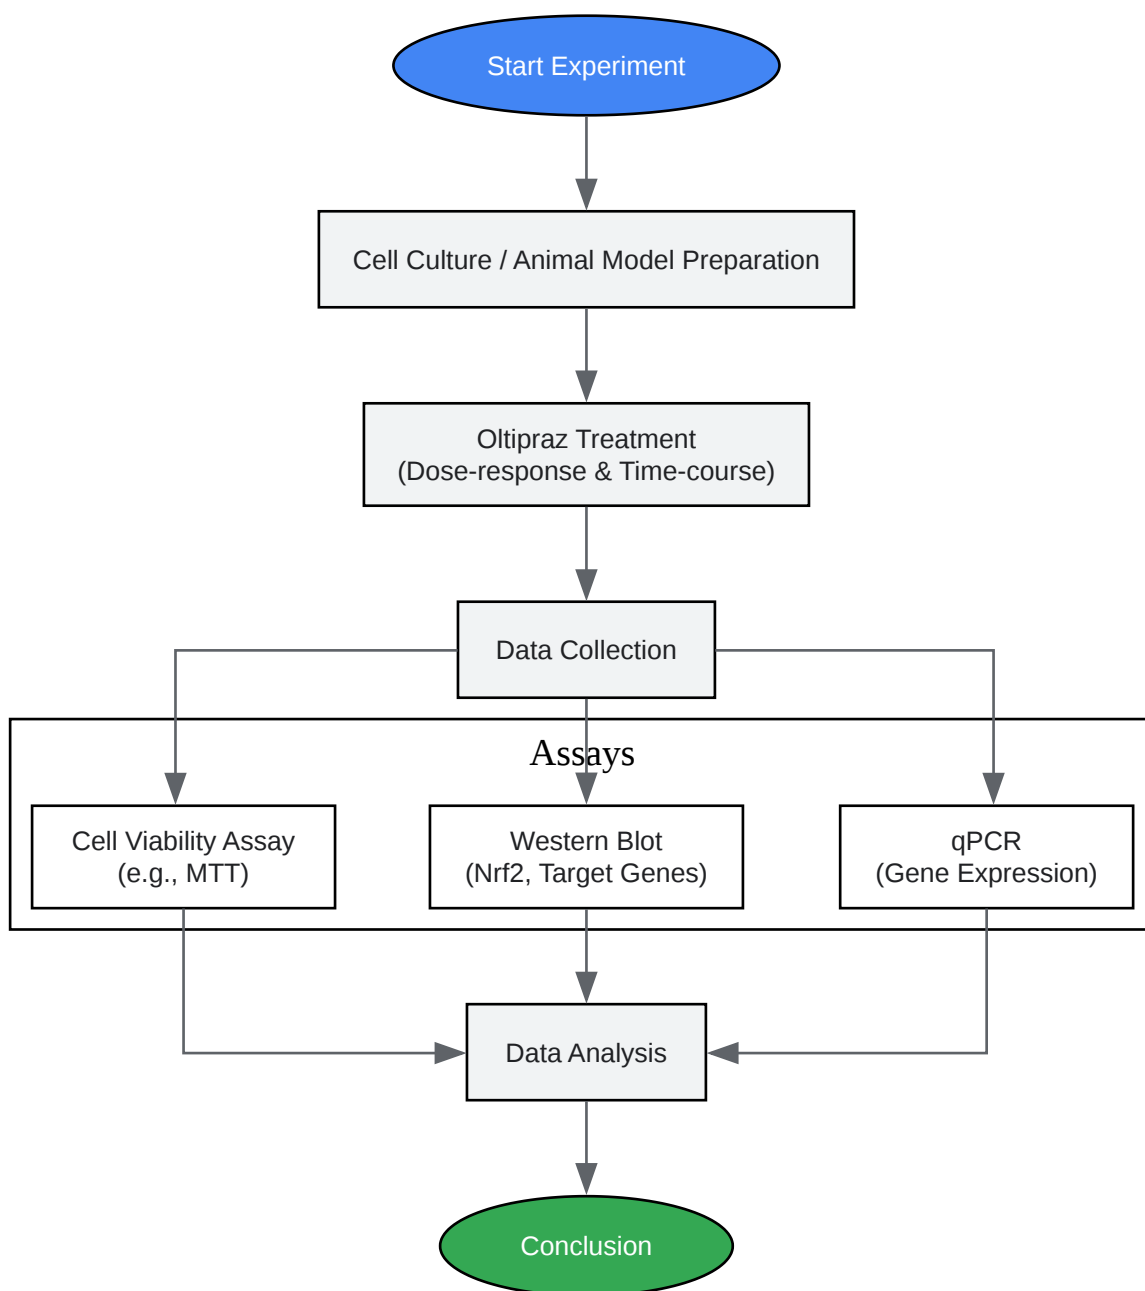 Start Experiment
Cell Culture / Animal Model Preparation
Oltipraz Treatment
(Dose-response & Time-course)
Data Collection
Assays
Cell Viability Assay
(e.g., MTT)
Western Blot
(Nrf2, Target Genes)
qPCR
(Gene Expression)
Data Analysis
Conclusion